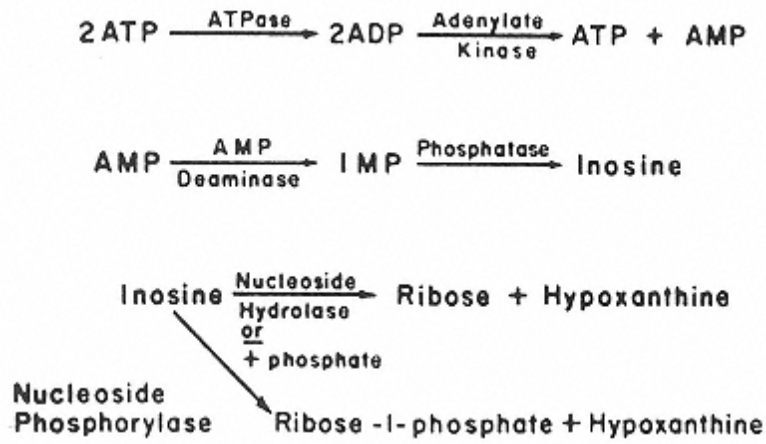 2ATP ATPase 2ADP Adenylate Kinase ATP + AMP
AMP AMP Deaminase IMP Phosphatase Inosine
Inosine Nucleoside Hydrolase or + phosphate Ribose + Hypoxanthine
Nucleoside
Phosphorylase Ribose-1-phosphate + Hypoxanthine